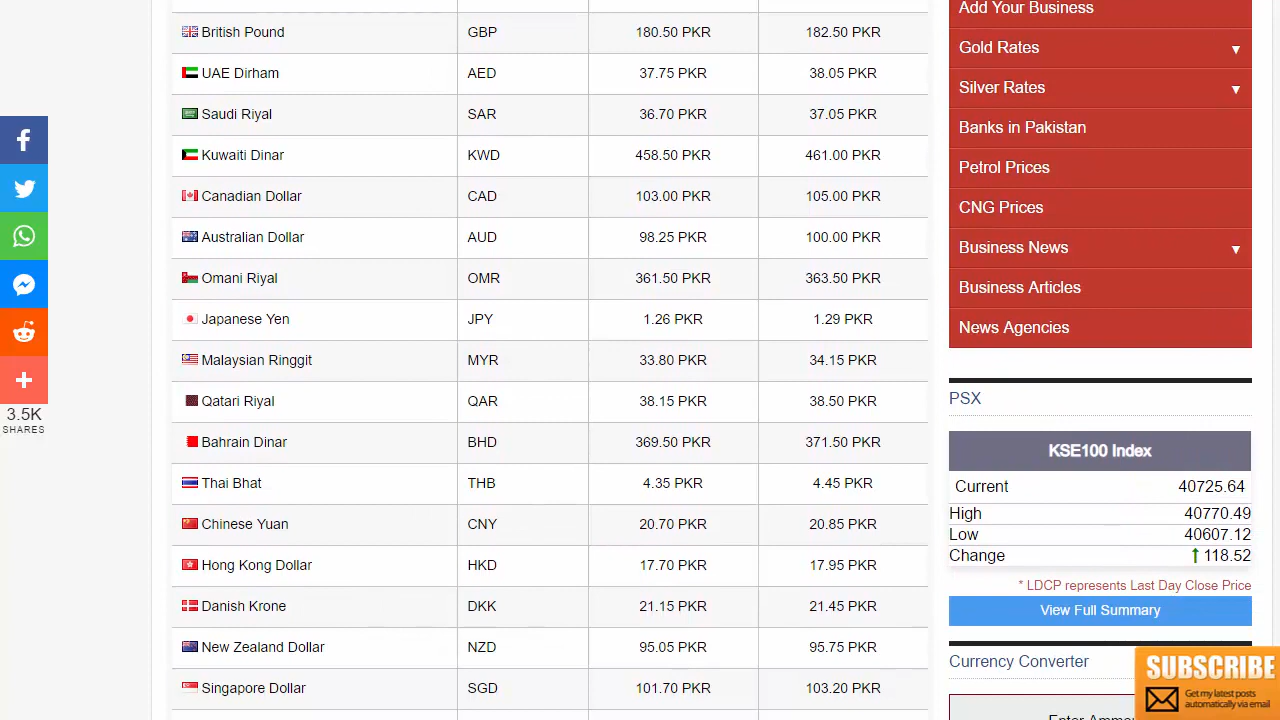 3.5K
SHARES
British Pound GBP 180.50 PKR 182.50 PKR
UAE Dirham AED 37.75 PKR 38.05 PKR
Saudi Riyal SAR 36.70 PKR 37.05 PKR
Kuwaiti Dinar KWD 458.50 PKR 461.00 PKR
Canadian Dollar CAD 103.00 PKR 105.00 PKR
Australian Dollar AUD 98.25 PKR 100.00 PKR
Omani Riyal OMR 361.50 PKR 363.50 PKR
Japanese Yen JPY 1.26 PKR 1.29 PKR
Malaysian Ringgit MYR 33.80 PKR 34.15 PKR
Qatari Riyal QAR 38.15 PKR 38.50 PKR
Bahrain Dinar BHD 369.50 PKR 371.50 PKR
Thai Bhat THB 4.35 PKR 4.45 PKR
Chinese Yuan CNY 20.70 PKR 20.85 PKR
Hong Kong Dollar HKD 17.70 PKR 17.95 PKR
Danish Krone DKK 21.15 PKR 21.45 PKR
New Zealand Dollar NZD 95.05 PKR 95.75 PKR
Singapore Dollar SGD 101.70 PKR 103.20 PKR
Add Your Business
Gold Rates
Silver Rates
Banks in Pakistan
Petrol Prices
CNG Prices
Business News
Business Articles
News Agencies
PSX
KSE100 Index
Current 40725.64
High 40770.49
Low 40607.12
Change 118.52
* LDCP represents Last Day Close Price
View Full Summary
Currency Converter
SUBSCRIBE
Get my latest posts
automatically via email